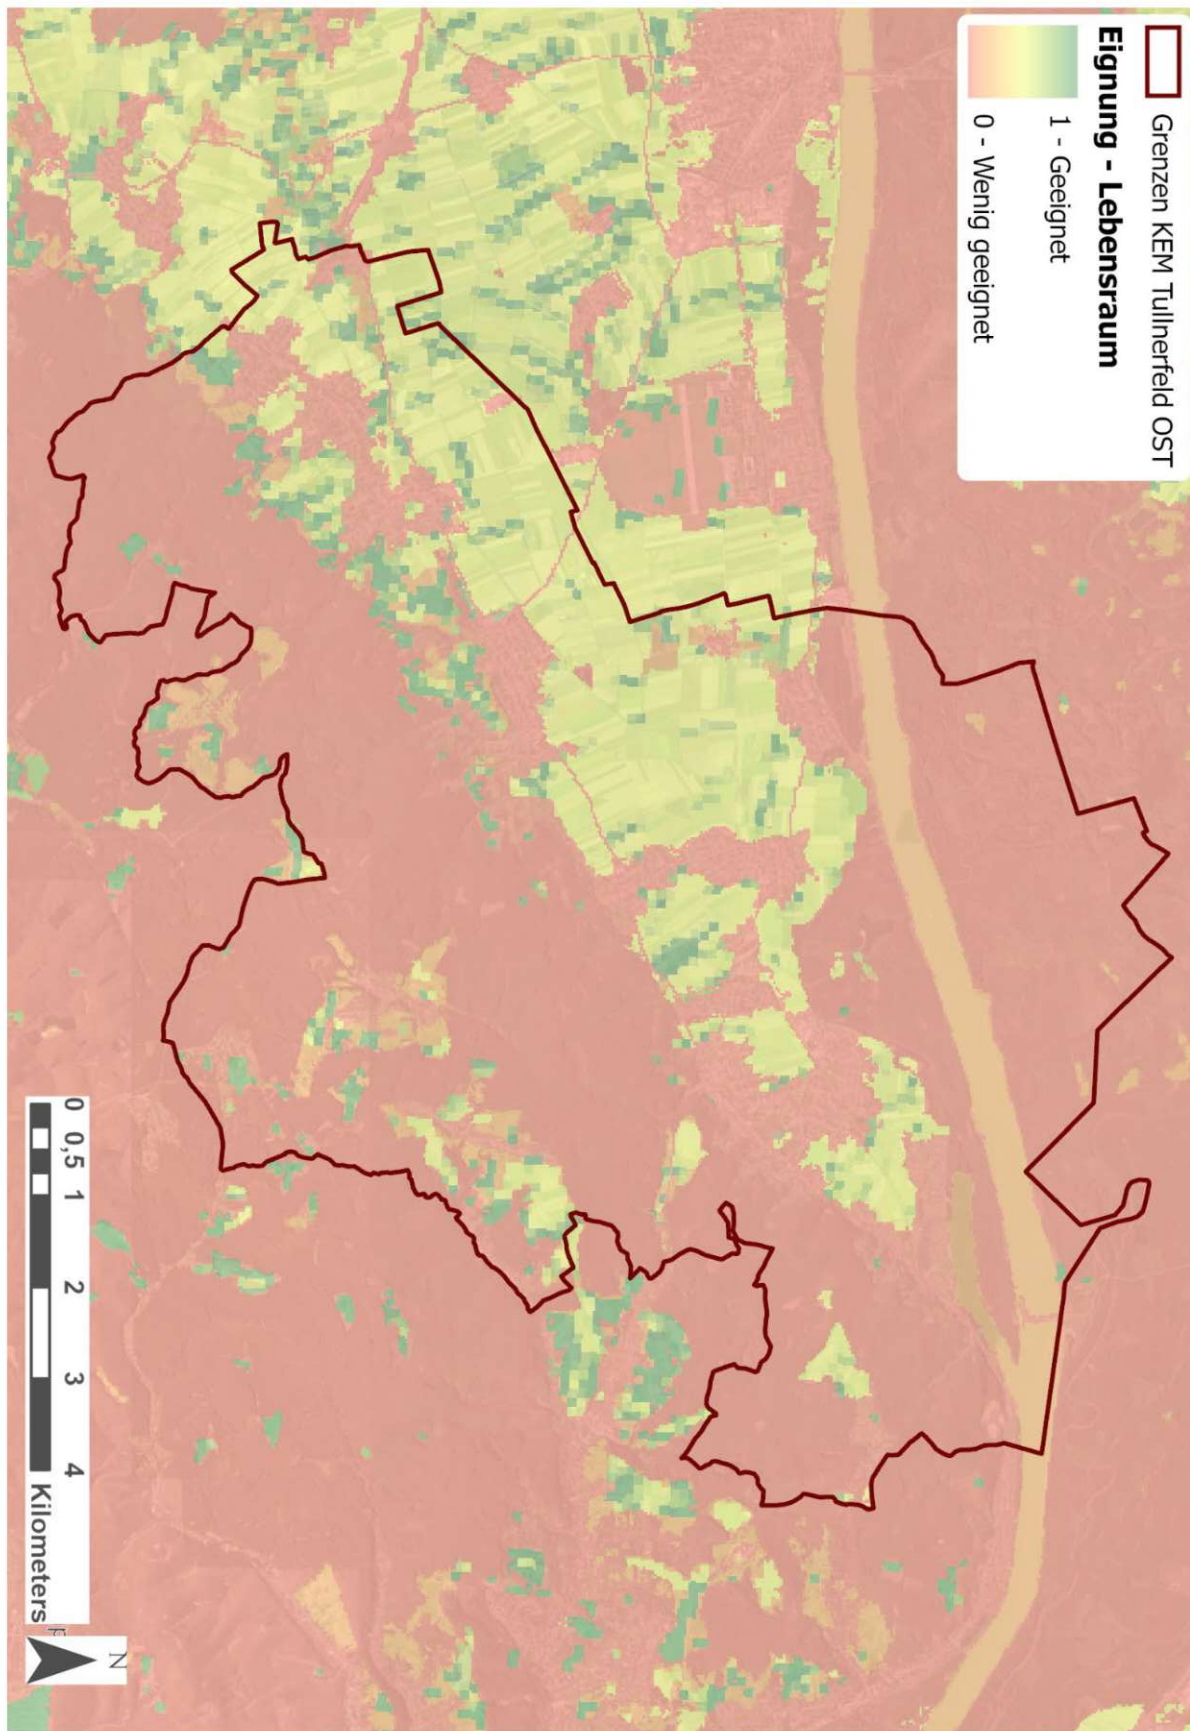 Grenzen KEM Tullnerfeld OST
Eignung - Lebensraum
1 - Geeignet
0 - Wenig geeignet
0 0,5 1 2 3 4
Kilometers
N